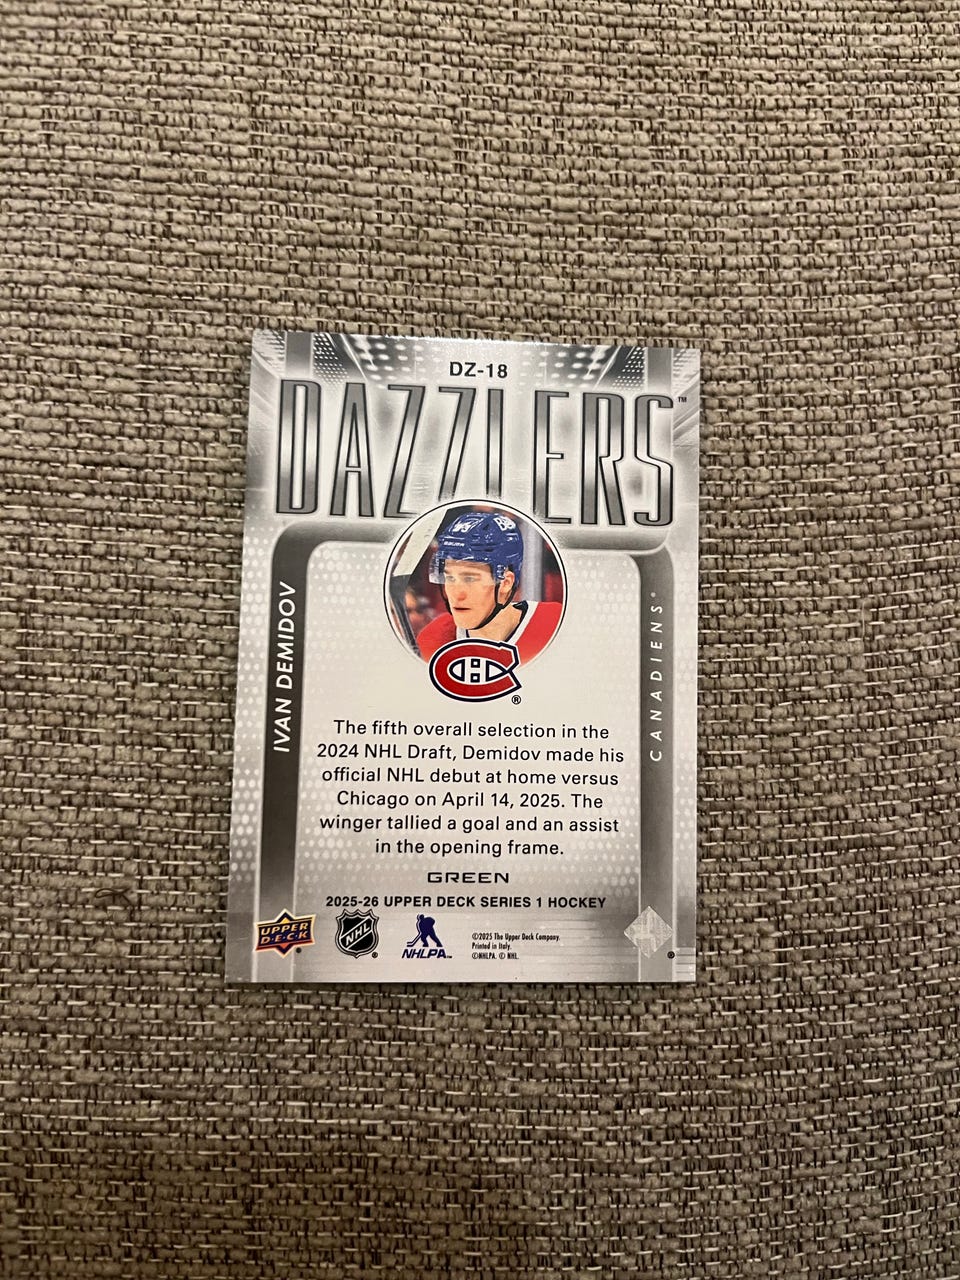 DZ-18
DAZZLERS™
IVAN DEMIDOV
CANADIENS®
The fifth overall selection in the
2024 NHL Draft, Demidov made his
official NHL debut at home versus
Chicago on April 14, 2025. The
winger tallied a goal and an assist
in the opening frame.
GREEN
2025-26 UPPER DECK SERIES 1 HOCKEY
UPPER
D·E·C·K
NHL
NHLPA™
©2025 The Upper Deck Company.
Printed in Italy.
©NHLPA. © NHL.